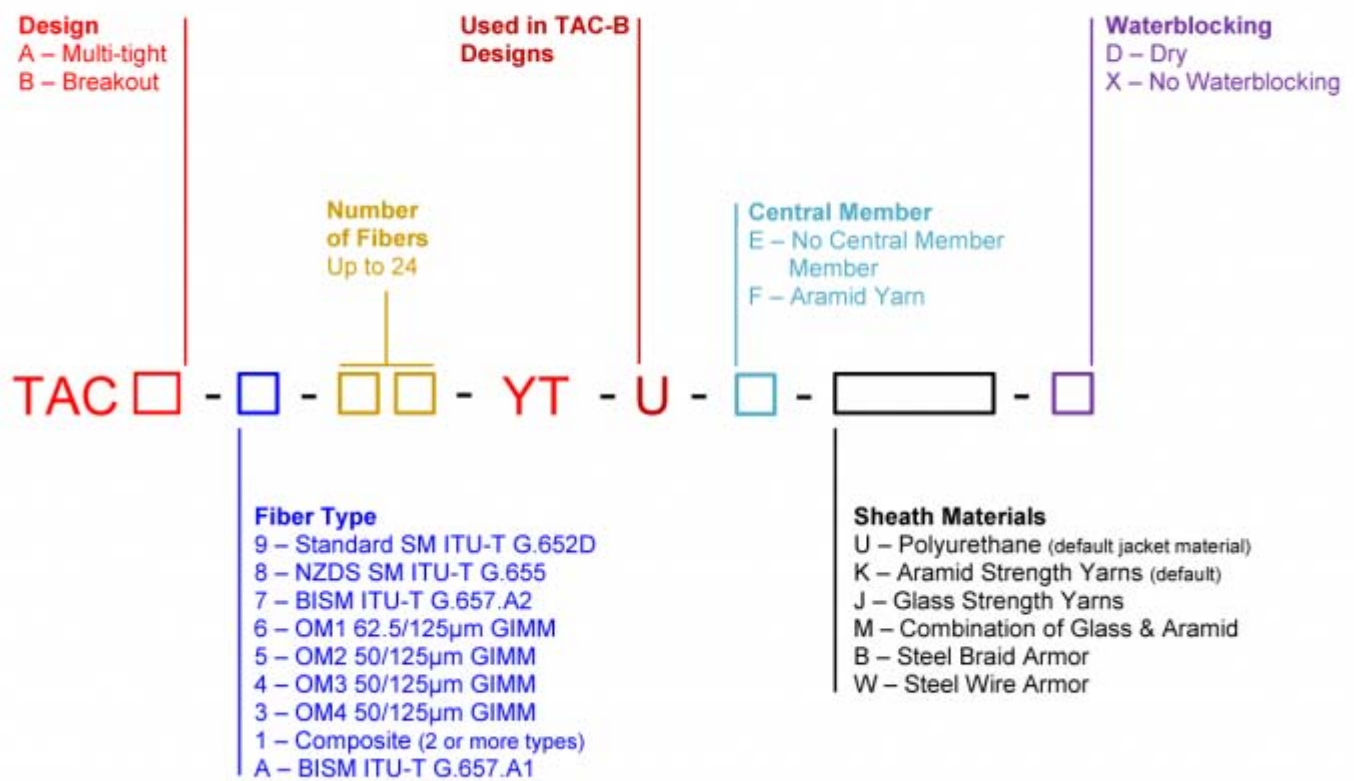 Design
A – Multi-tight
B – Breakout
Used in TAC-B
Designs
Waterblocking
D – Dry
X – No Waterblocking
Number
of Fibers
Up to 24
Central Member
E – No Central Member
Member
F – Aramid Yarn
TAC - - - YT - U - - -
Fiber Type
9 – Standard SM ITU-T G.652D
8 – NZDS SM ITU-T G.655
7 – BISM ITU-T G.657.A2
6 – OM1 62.5/125µm GIMM
5 – OM2 50/125µm GIMM
4 – OM3 50/125µm GIMM
3 – OM4 50/125µm GIMM
1 – Composite (2 or more types)
A – BISM ITU-T G.657.A1
Sheath Materials
U – Polyurethane (default jacket material)
K – Aramid Strength Yarns (default)
J – Glass Strength Yarns
M – Combination of Glass & Aramid
B – Steel Braid Armor
W – Steel Wire Armor